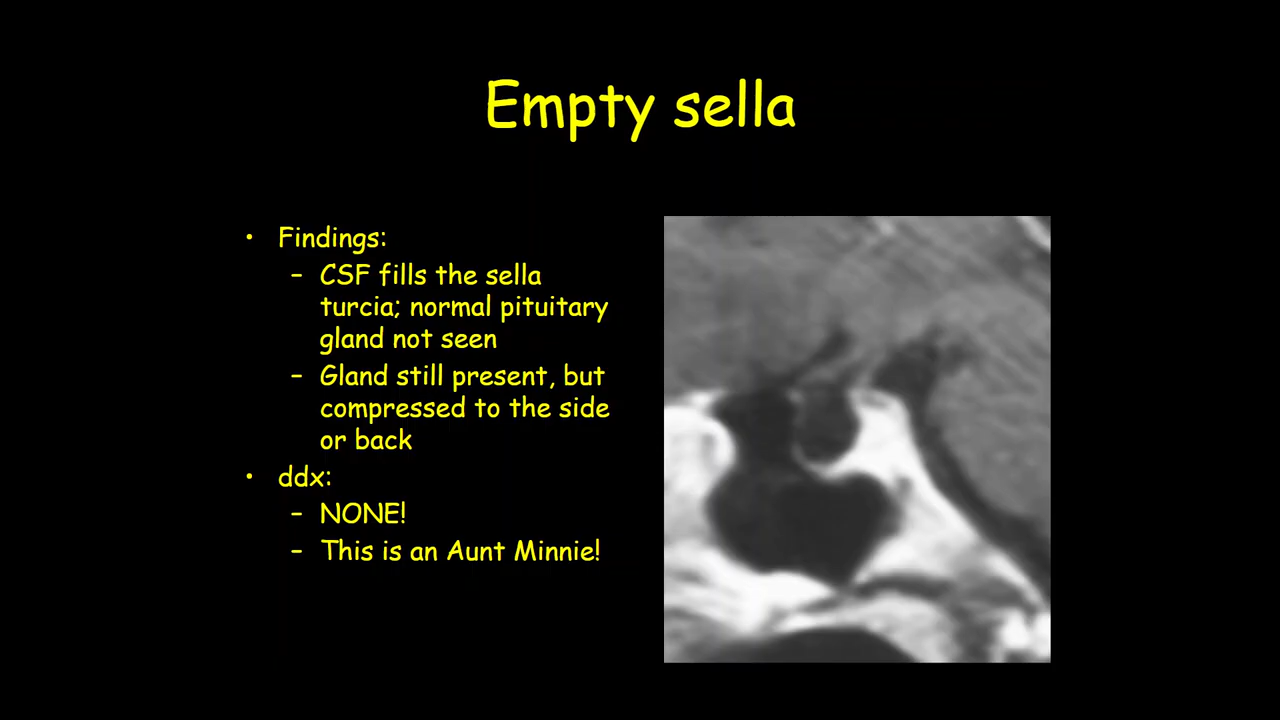 Empty sella
• Findings:
– CSF fills the sella
turcia; normal pituitary
gland not seen
– Gland still present, but
compressed to the side
or back
• ddx:
– NONE!
– This is an Aunt Minnie!